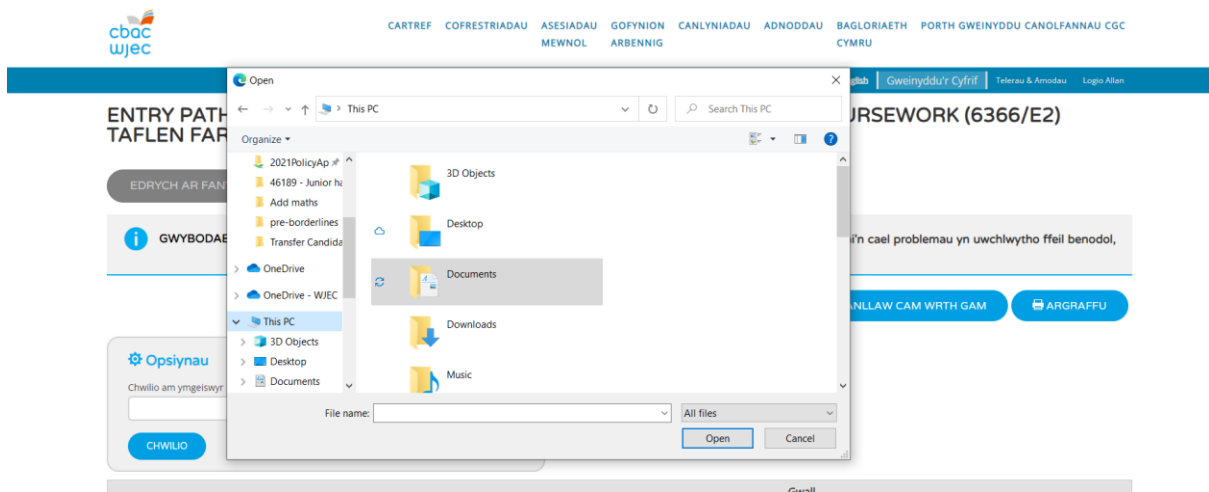 cbac
wjec
CARTREF COFRESTRIADAU ASESIADAU MEWNOL GOFYNION ARBENNIG CANLYNIADAU ADNODDAU BAGLORIAETH CYMRU PORTH GWEINYDDU CANOLFANNAU CGC
Gweinyddu'r Cyfrif Telerau & Amodau Logio Allan
ENTRY PATH
URSEWORK (6366/E2)
TAFLEN FAR
EDRYCH AR FAN
GWYBODAE
i'n cael problemau yn uwchlwytho ffeil benodol,
ANLLAW CAM WRTH GAM
ARGRAFFU
Opsiynau
Chwilio am ymgeiswyr
CHWILIO
Gwall
Open
This PC
Search This PC
Organize
2021PolicyAp
46189 - Junior ha
Add maths
pre-borderlines
Transfer Candida
OneDrive
OneDrive - WJEC
This PC
3D Objects
Desktop
Documents
3D Objects
Desktop
Documents
Downloads
Music
File name:
All files
Open Cancel